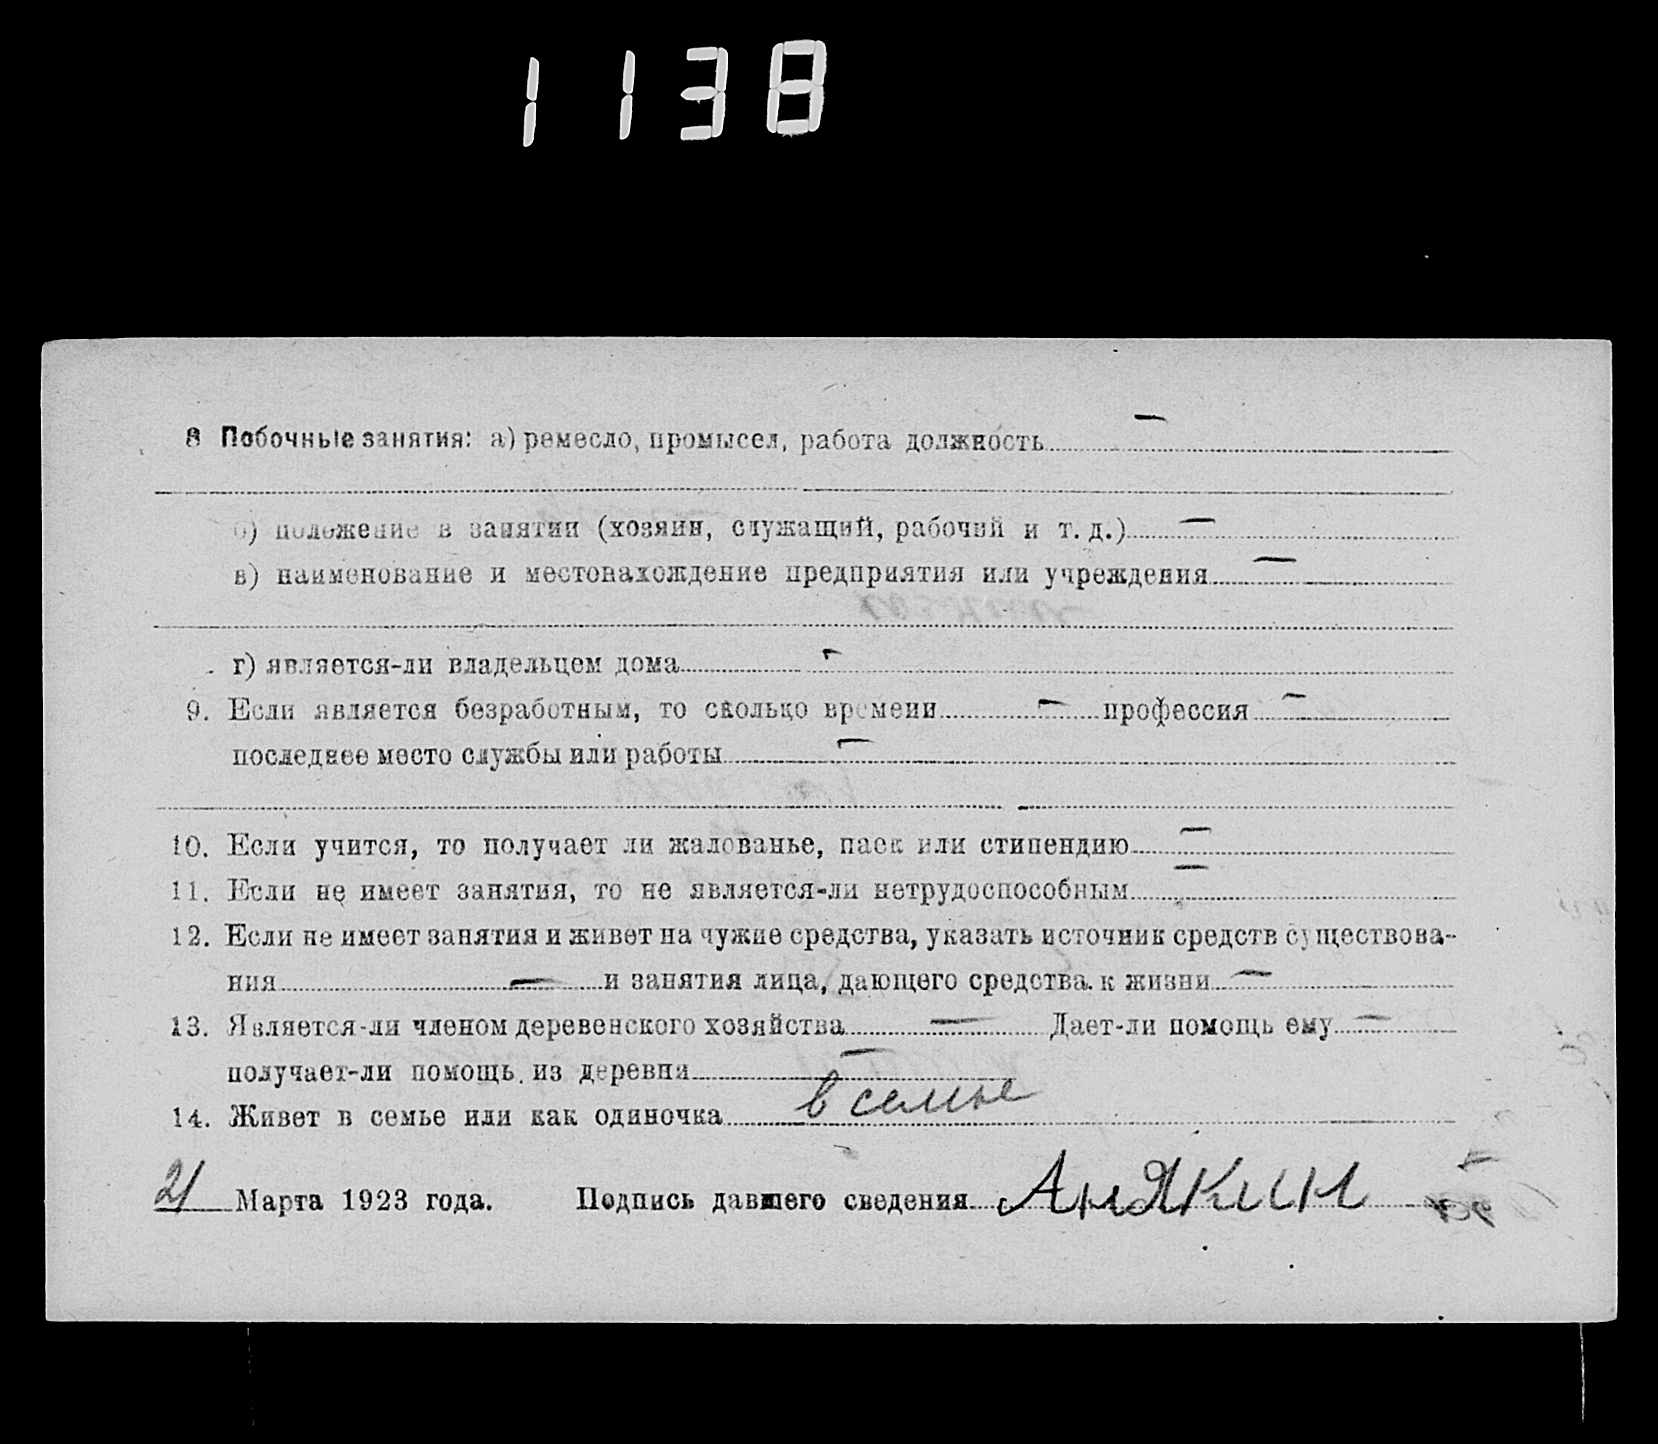 1138
8 Побочные занятия: а) ремесло, промысел, работа должность —
б) положение в занятии (хозяин, служащий, рабочий и т. д.) —
в) наименование и местонахождение предприятия или учреждения —
г) является-ли владельцем дома —
9. Если является безработным, то сколько времени — профессия —
последнее место службы или работы —
10. Если учится, то получает ли жалованье, паек или стипендию —
11. Если не имеет занятия, то не является-ли нетрудоспособным —
12. Если не имеет занятия и живет на чужие средства, указать источник средств существова-
ния — и занятия лица, дающего средства к жизни —
13. Является-ли членом деревенского хозяйства — Дает-ли помощь ему —
получает-ли помощь из деревни —
14. Живет в семье или как одиночка в семье
21 Марта 1923 года. Подпись давшего сведения Анякин